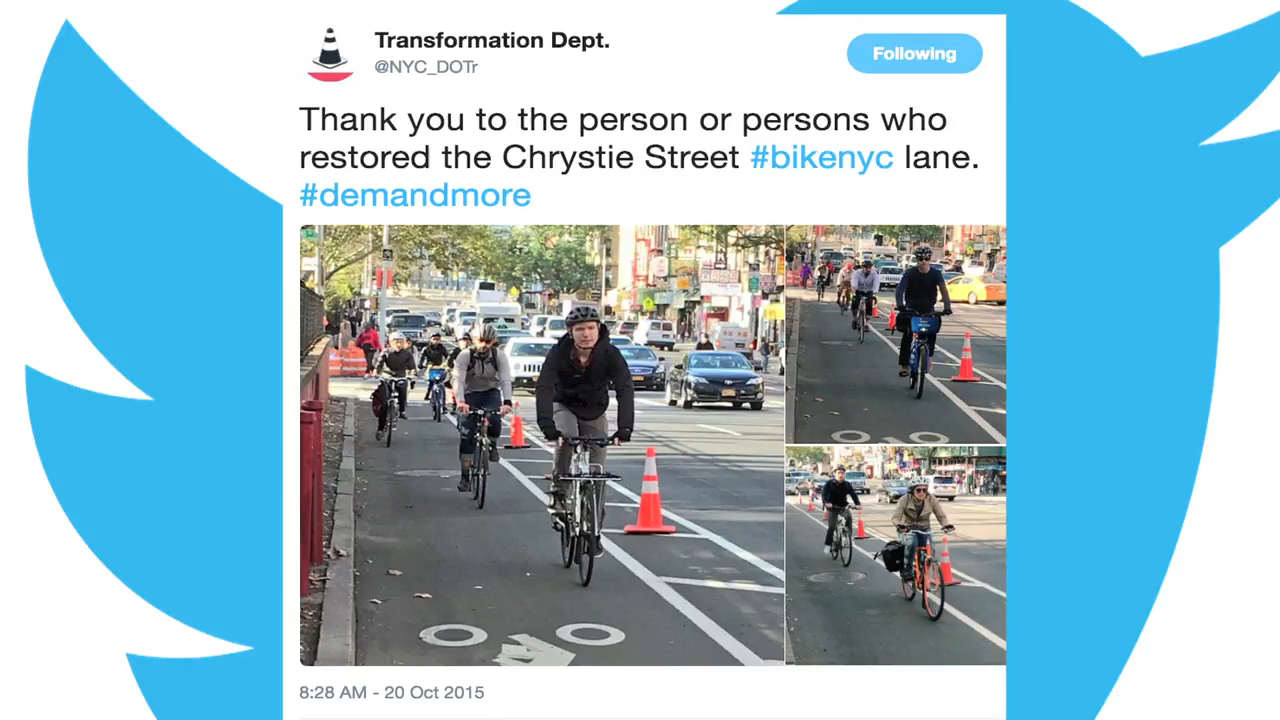 Transformation Dept.
@NYC_DOTr
Following
Thank you to the person or persons who
restored the Chrystie Street #bikenyc lane.
#demandmore
8:28 AM - 20 Oct 2015